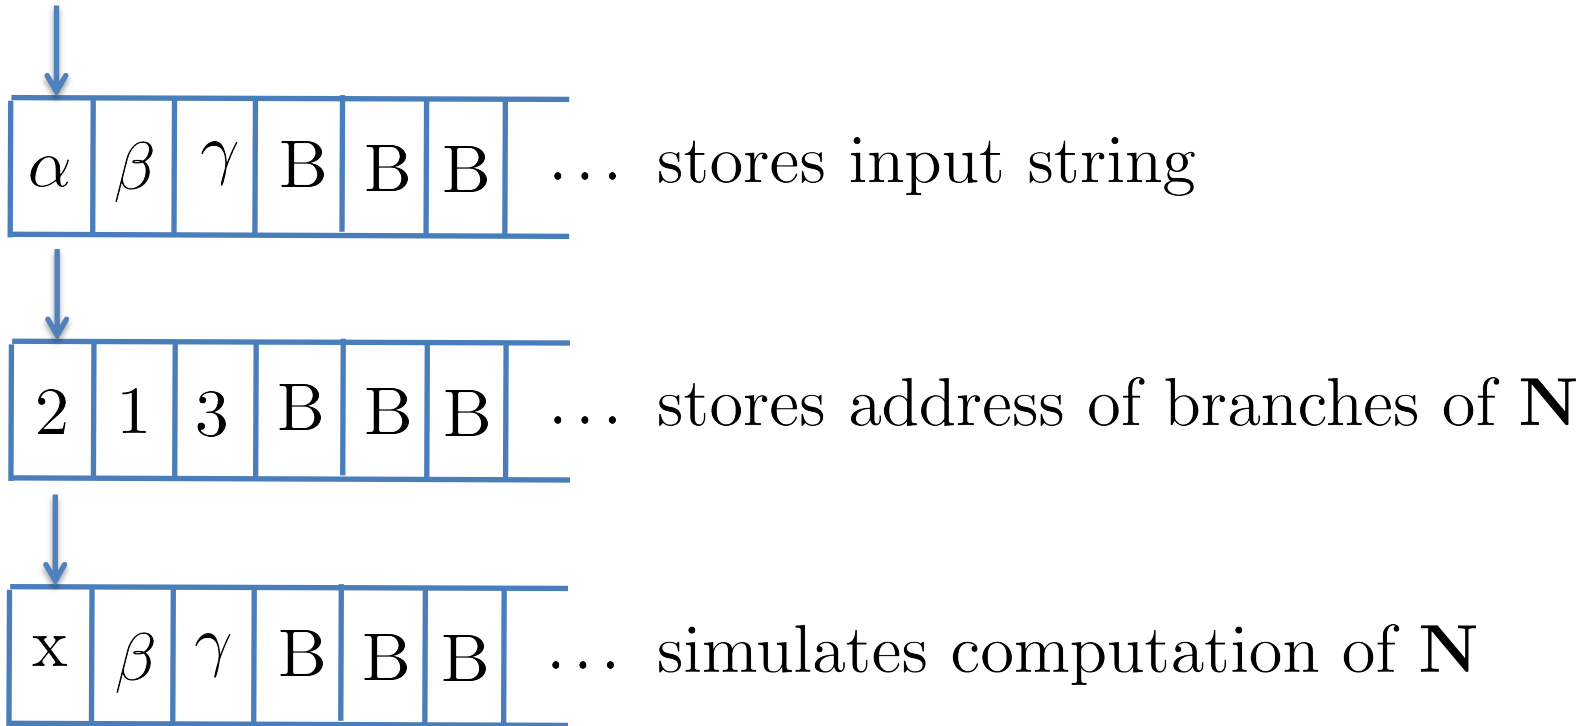 α β γ B B B … stores input string
2 1 3 B B B … stores address of branches of N
x β γ B B B … simulates computation of N